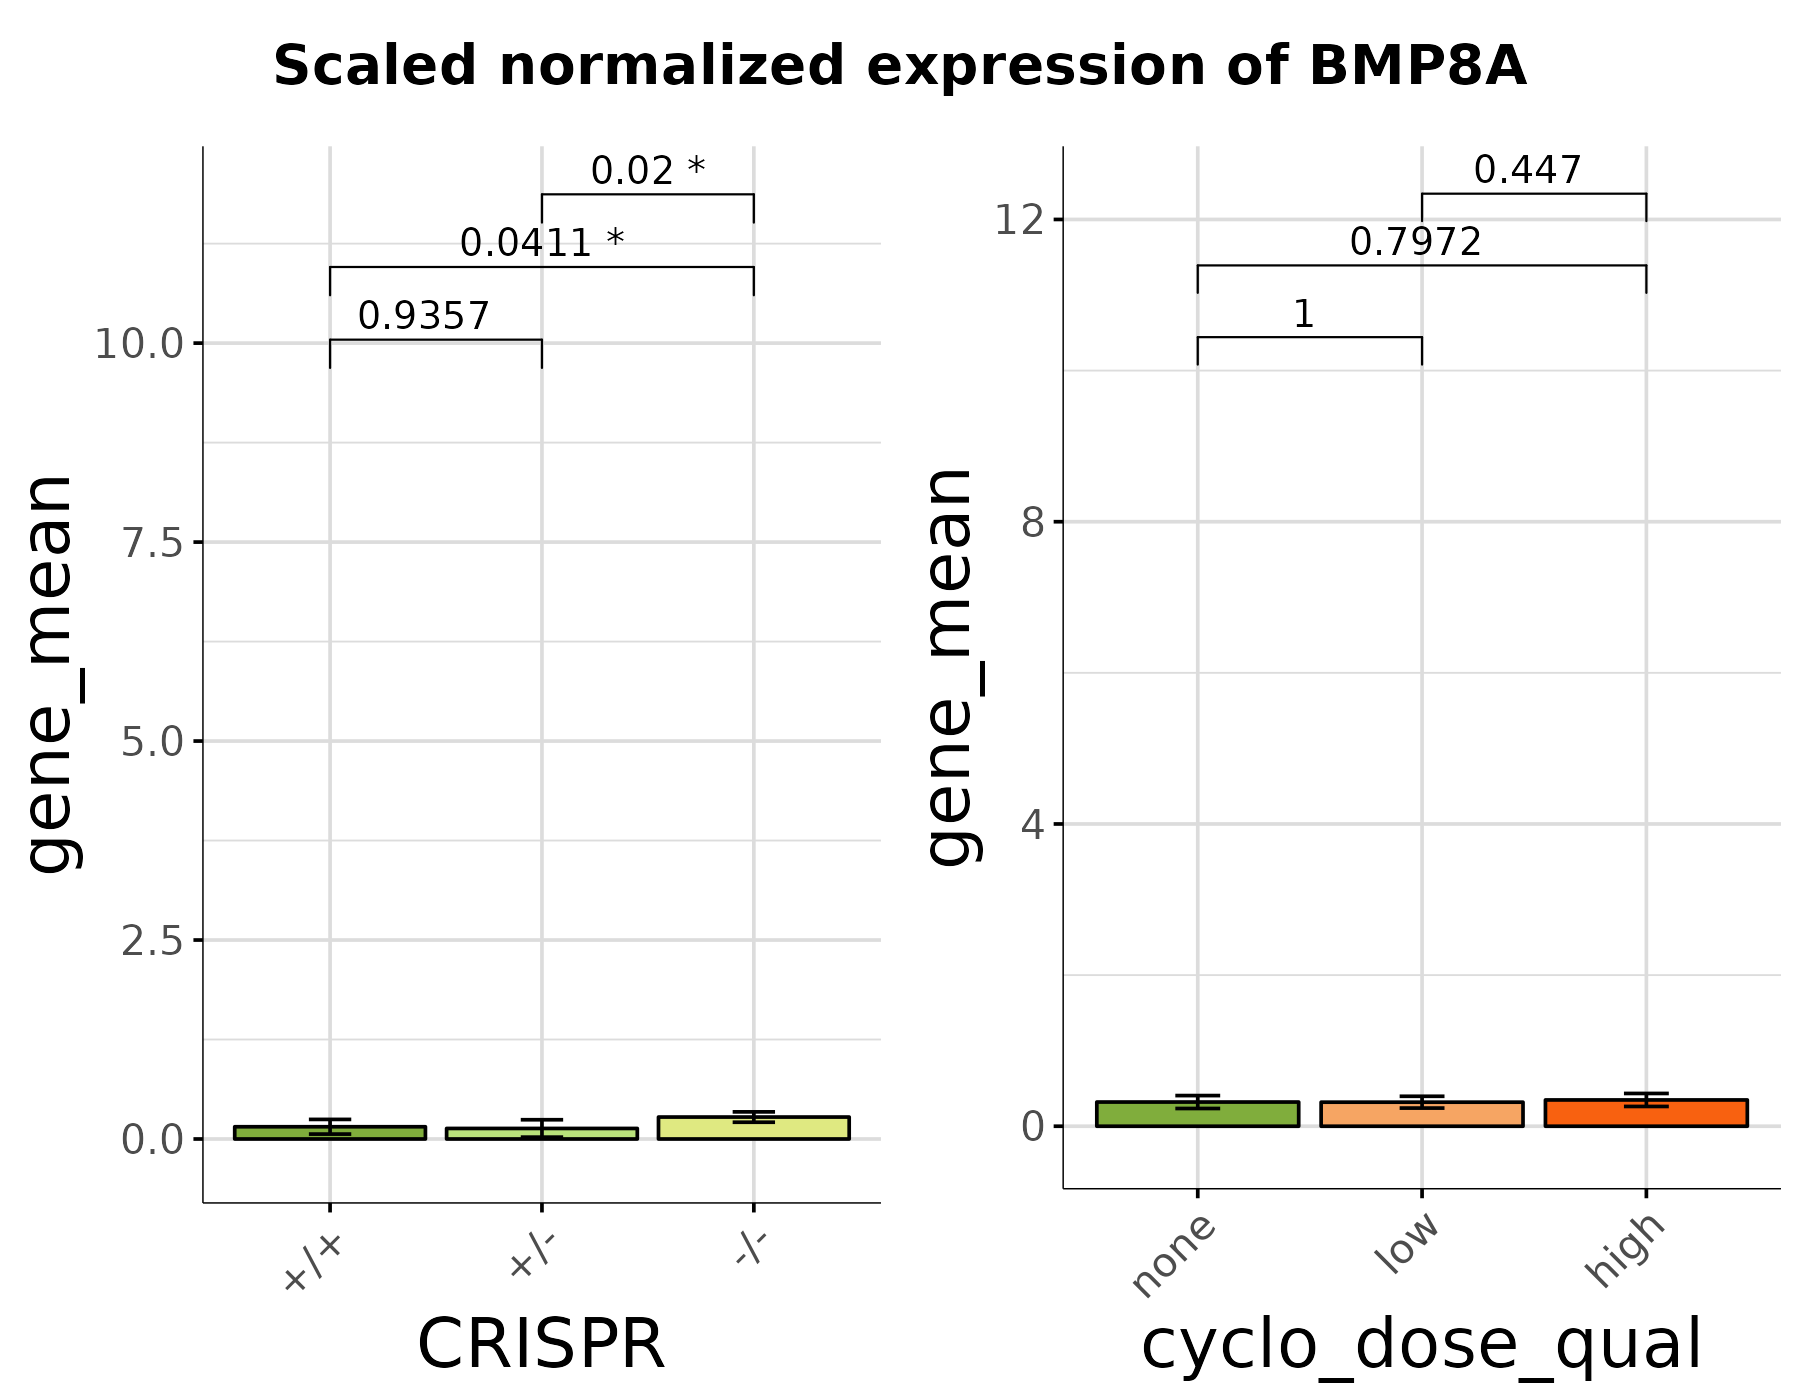 Scaled normalized expression of BMP8A
gene_mean
10.0
7.5
5.0
2.5
0.0
0.02 *
0.0411 *
0.9357
+/+
+/-
-/-
CRISPR
gene_mean
12
8
4
0
0.447
0.7972
1
none
low
high
cyclo_dose_qual